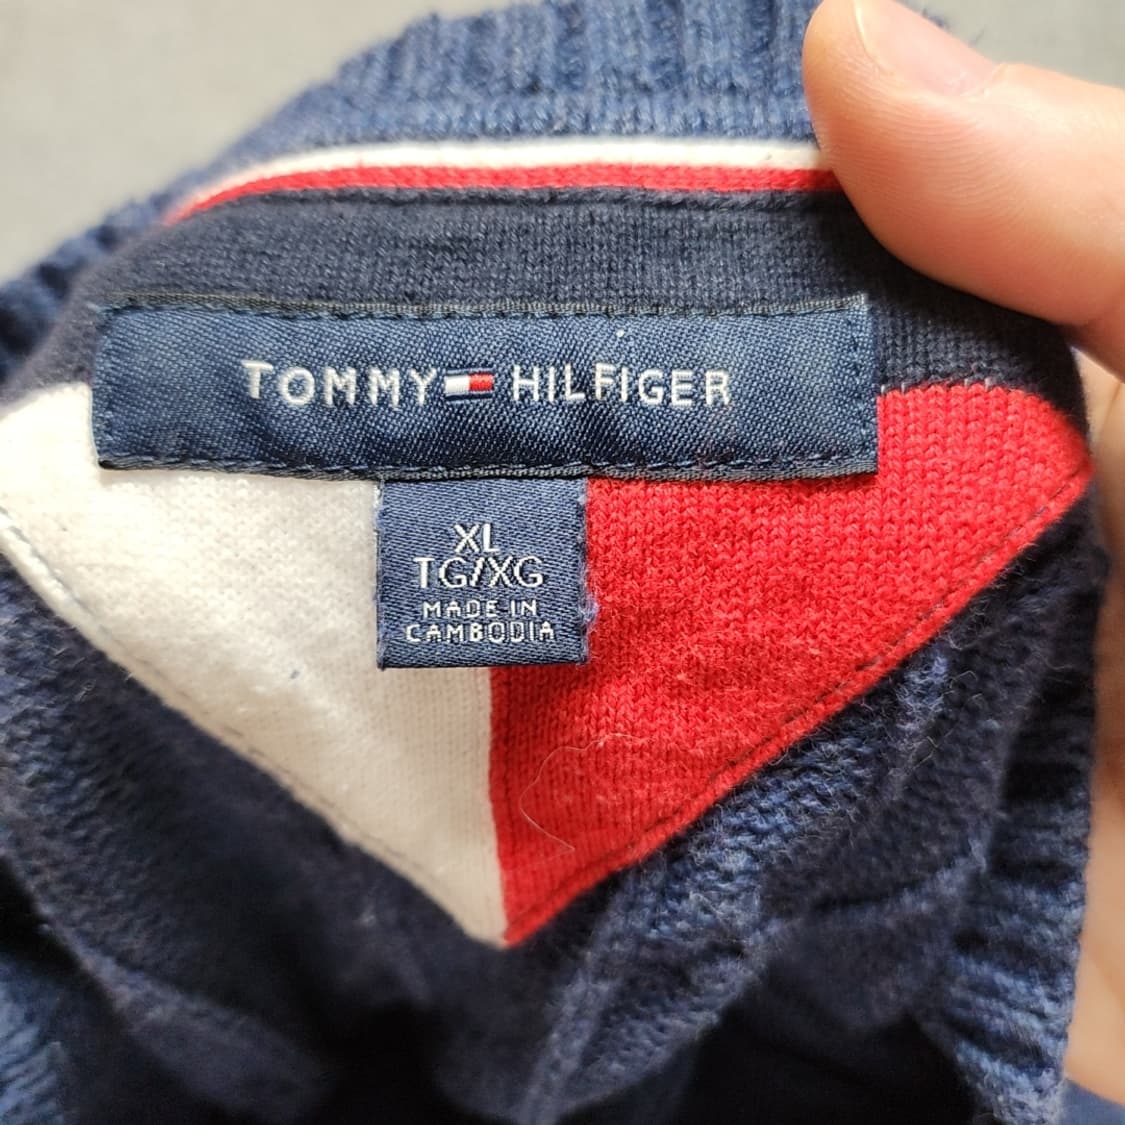 TOMMY HILFIGER
XL
TG/XG
MADE IN
CAMBODIA